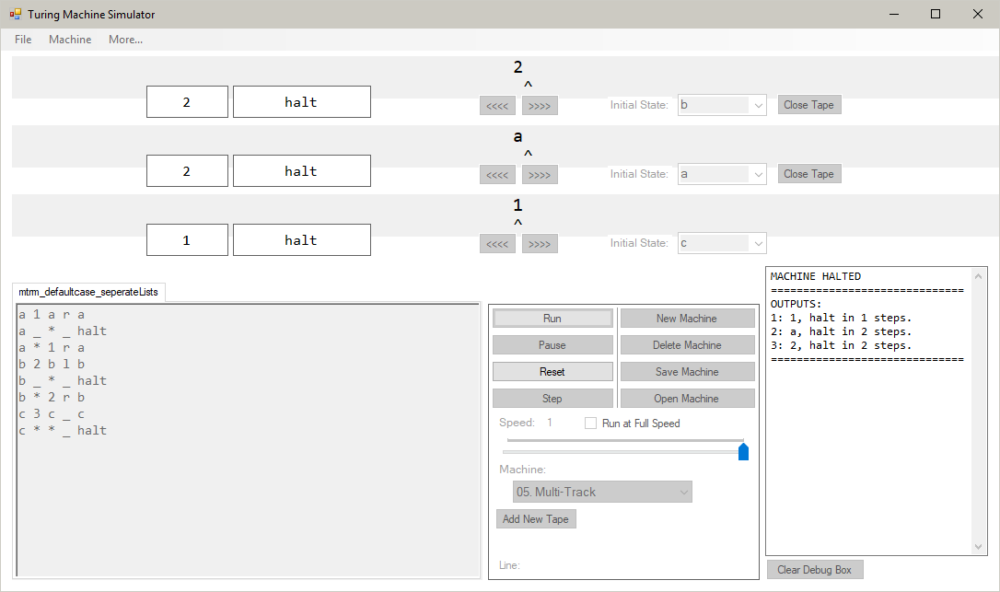 Turing Machine Simulator
File Machine More...
2
^
2 halt <<<< >>>> Initial State: b Close Tape
a
^
2 halt <<<< >>>> Initial State: a Close Tape
1
^
1 halt <<<< >>>> Initial State: c
mtrm_defaultcase_seperateLists
a 1 a r a
a _ * _ halt
a * 1 r a
b 2 b l b
b _ * _ halt
b * 2 r b
c 3 c _ c
c * * _ halt
Run New Machine
Pause Delete Machine
Reset Save Machine
Step Open Machine
Speed: 1 Run at Full Speed
Machine:
05. Multi-Track
Add New Tape
Line:
MACHINE HALTED
==============================
OUTPUTS:
1: 1, halt in 1 steps.
2: a, halt in 2 steps.
3: 2, halt in 2 steps.
==============================
Clear Debug Box